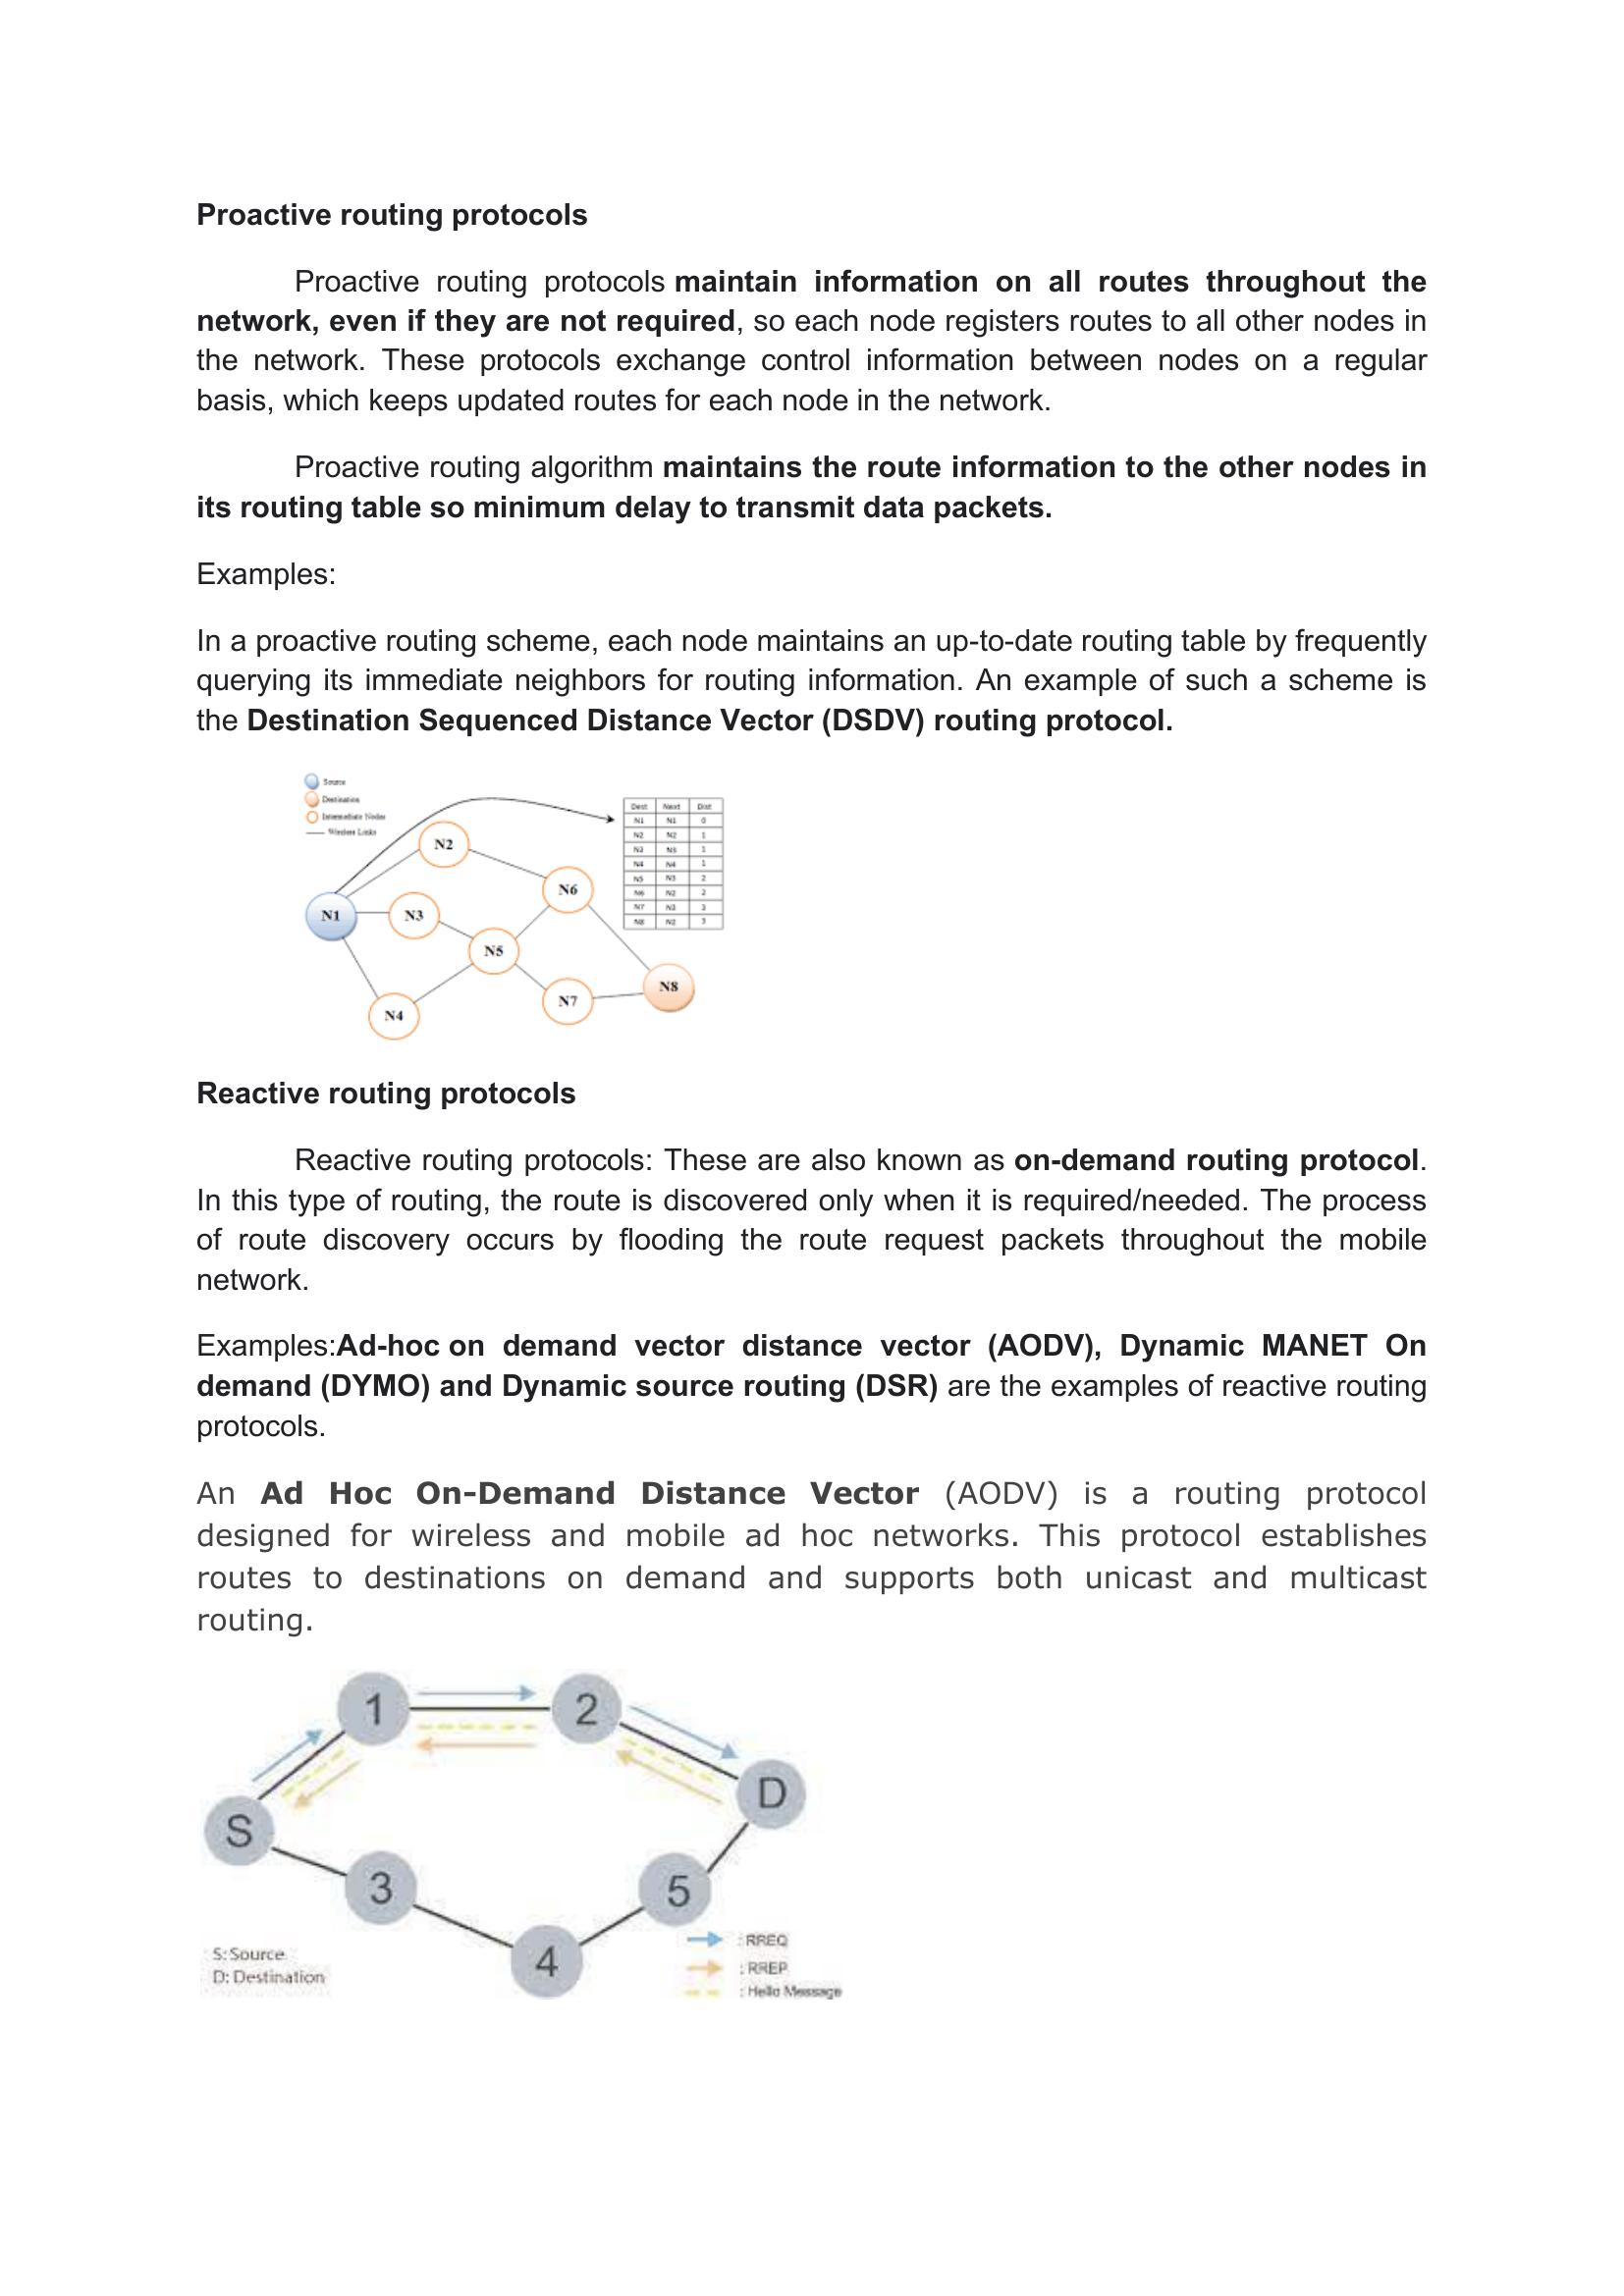 Proactive routing protocols
Proactive routing protocols maintain information on all routes throughout the
network, even if they are not required, so each node registers routes to all other nodes in
the network. These protocols exchange control information between nodes on a regular
basis, which keeps updated routes for each node in the network.
Proactive routing algorithm maintains the route information to the other nodes in
its routing table so minimum delay to transmit data packets.
Examples:
In a proactive routing scheme, each node maintains an up-to-date routing table by frequently
querying its immediate neighbors for routing information. An example of such a scheme is
the Destination Sequenced Distance Vector (DSDV) routing protocol.
Source
Destination
Intermediate Nodes
Wireless Links
N1
N2
N3
N4
N5
N6
N7
N8
Dest Next Dist
N1 N1 0
N2 N2 1
N3 N3 1
N4 N4 1
N5 N3 2
N6 N2 2
N7 N3 3
N8 N2 3
Reactive routing protocols
Reactive routing protocols: These are also known as on-demand routing protocol.
In this type of routing, the route is discovered only when it is required/needed. The process
of route discovery occurs by flooding the route request packets throughout the mobile
network.
Examples:Ad-hoc on demand vector distance vector (AODV), Dynamic MANET On
demand (DYMO) and Dynamic source routing (DSR) are the examples of reactive routing
protocols.
An Ad Hoc On-Demand Distance Vector (AODV) is a routing protocol
designed for wireless and mobile ad hoc networks. This protocol establishes
routes to destinations on demand and supports both unicast and multicast
routing.
1
2
D
S
3
5
4
S: Source
D: Destination
: RREQ
: RREP
: Hello Message